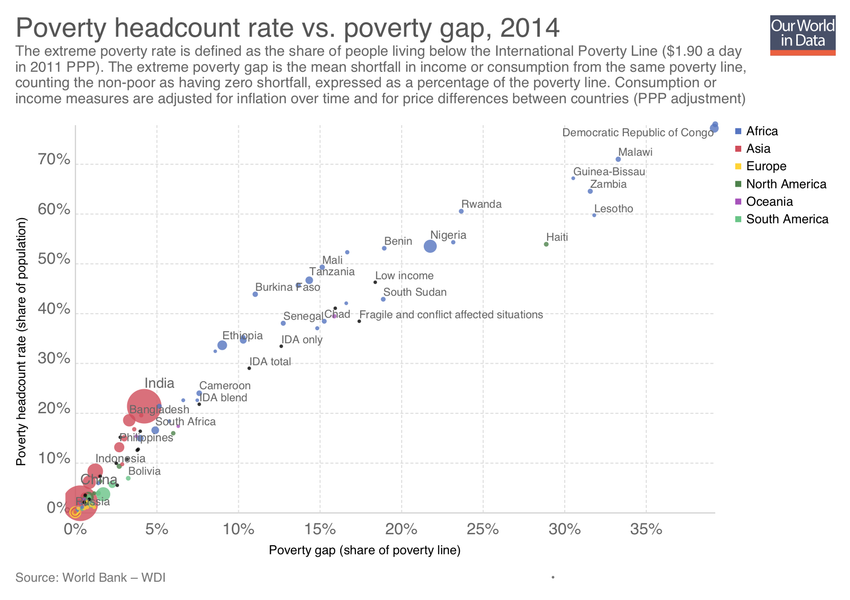 Poverty headcount rate vs. poverty gap, 2014
Our World
in Data
The extreme poverty rate is defined as the share of people living below the International Poverty Line ($1.90 a day
in 2011 PPP). The extreme poverty gap is the mean shortfall in income or consumption from the same poverty line,
counting the non-poor as having zero shortfall, expressed as a percentage of the poverty line. Consumption or
income measures are adjusted for inflation over time and for price differences between countries (PPP adjustment)
Democratic Republic of Congo
Africa
Asia
Europe
North America
Oceania
South America
70%
Malawi
Guinea-Bissau
Zambia
60%
Rwanda
Lesotho
Nigeria
Haiti
Benin
50%
Mali
Tanzania
Low income
Burkina Faso
South Sudan
40%
Senegal
Chad
Fragile and conflict affected situations
Ethiopia
IDA only
30%
IDA total
India
Cameroon
IDA blend
20%
Bangladesh
South Africa
Philippines
10%
Indonesia
Bolivia
China
Russia
0%
0%
5%
10%
15%
20%
25%
30%
35%
Poverty headcount rate (share of population)
Poverty gap (share of poverty line)
Source: World Bank – WDI